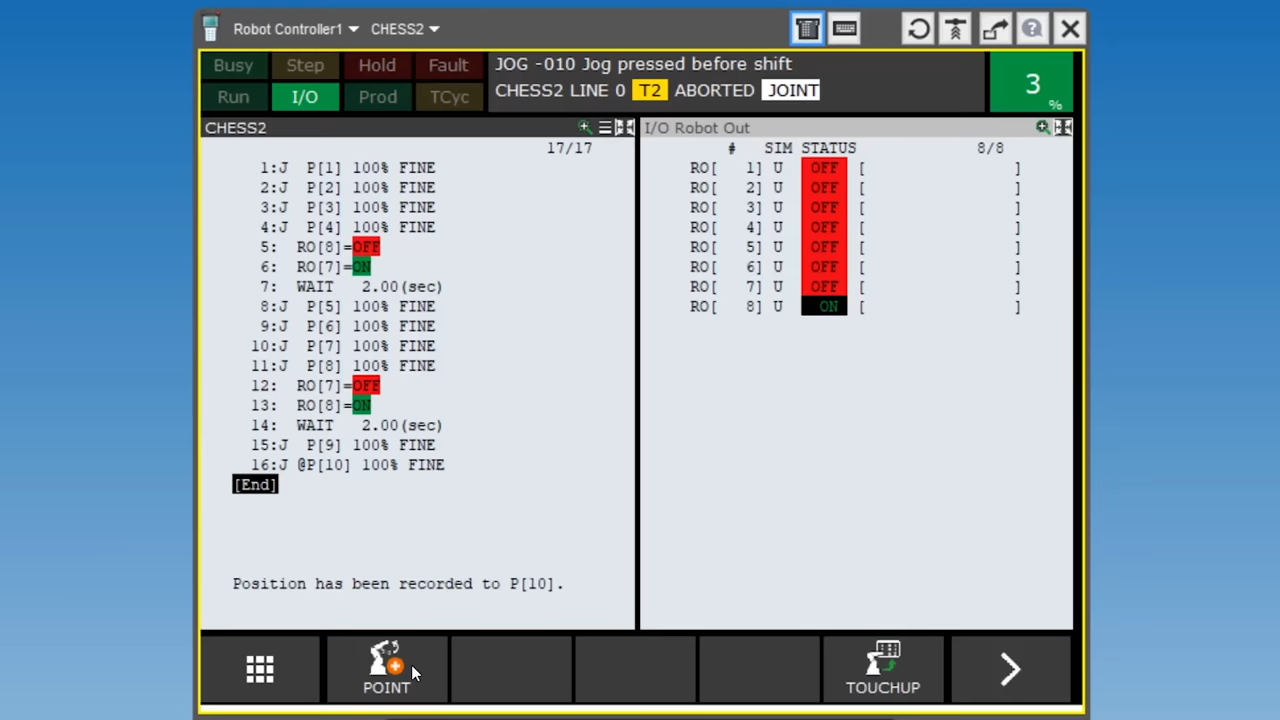 Robot Controller1 CHESS2
Busy Step Hold Fault
Run I/O Prod TCyc
JOG -010 Jog pressed before shift
CHESS2 LINE 0 T2 ABORTED JOINT
3
%
CHESS2
17/17
1:J P[1] 100% FINE
2:J P[2] 100% FINE
3:J P[3] 100% FINE
4:J P[4] 100% FINE
5: RO[8]=OFF
6: RO[7]=ON
7: WAIT 2.00(sec)
8:J P[5] 100% FINE
9:J P[6] 100% FINE
10:J P[7] 100% FINE
11:J P[8] 100% FINE
12: RO[7]=OFF
13: RO[8]=ON
14: WAIT 2.00(sec)
15:J P[9] 100% FINE
16:J @P[10] 100% FINE
[End]
Position has been recorded to P[10].
I/O Robot Out
# SIM STATUS 8/8
RO[ 1] U OFF [ ]
RO[ 2] U OFF [ ]
RO[ 3] U OFF [ ]
RO[ 4] U OFF [ ]
RO[ 5] U OFF [ ]
RO[ 6] U OFF [ ]
RO[ 7] U OFF [ ]
RO[ 8] U ON [ ]
POINT
TOUCHUP